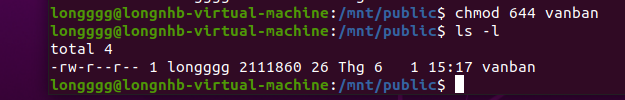 longggg@longnhb-virtual-machine:/mnt/public$ chmod 644 vanban
longggg@longnhb-virtual-machine:/mnt/public$ ls -l
total 4
-rw-r--r-- 1 longggg 2111860 26 Thg 6   1 15:17 vanban
longggg@longnhb-virtual-machine:/mnt/public$